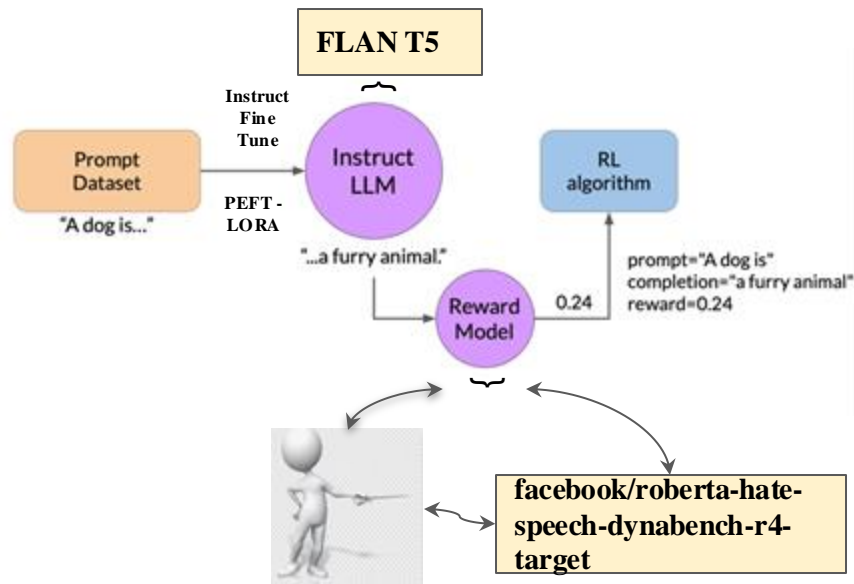 FLAN T5
Instruct
Fine
Tune
Prompt
Dataset
Instruct
LLM
RL
algorithm
PEFT -
LORA
"A dog is..."
"...a furry animal."
prompt="A dog is"
completion="a furry animal"
reward=0.24
0.24
Reward
Model
facebook/roberta-hate-
speech-dynabench-r4-
target